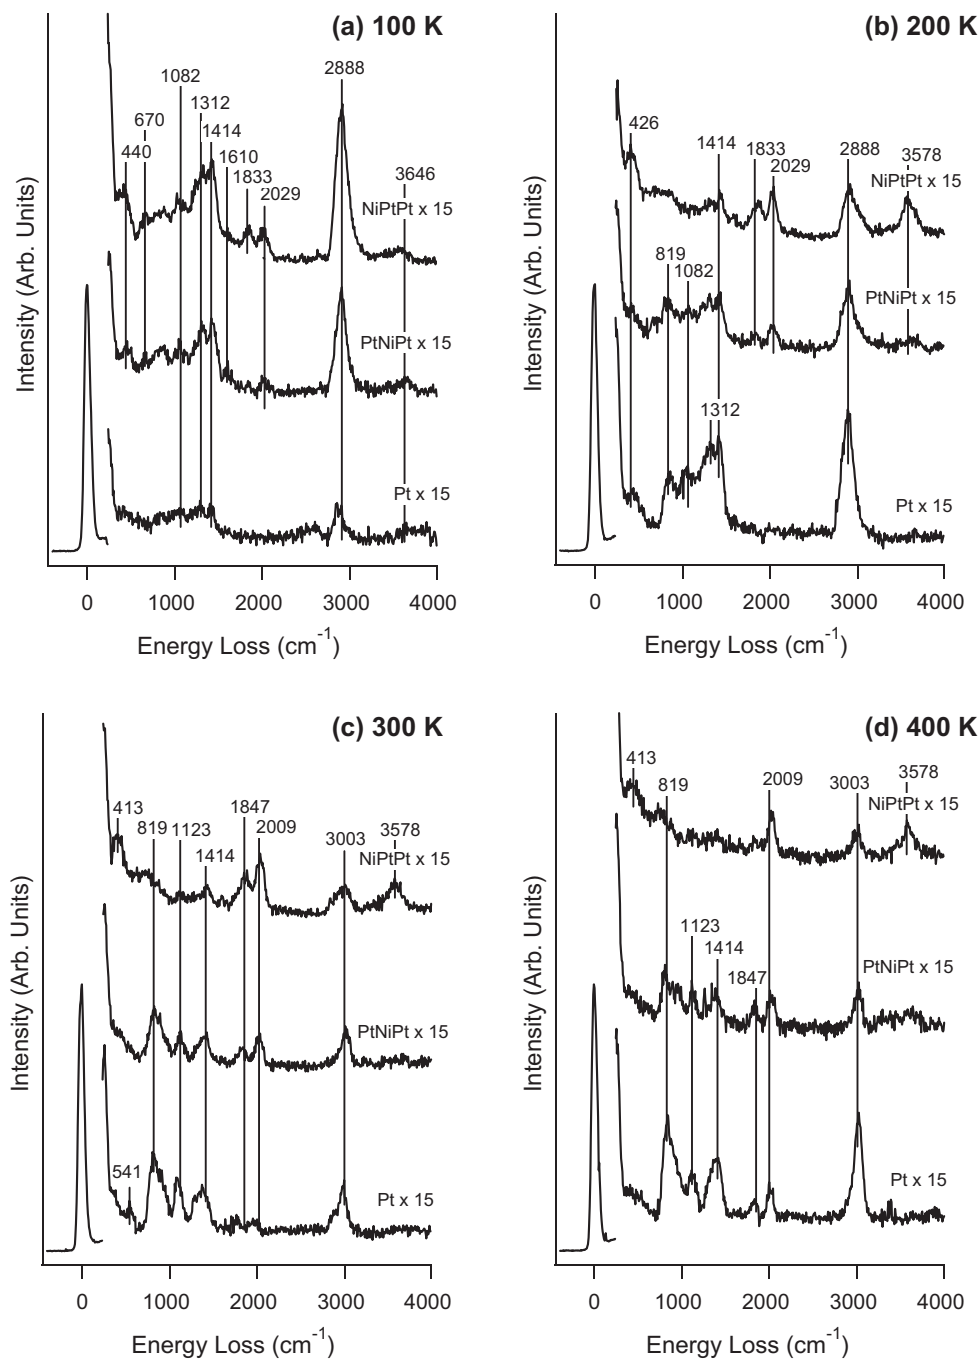 (a) 100 K
2888
1082
1312
670
1414
440
1610
1833
2029
3646
NiPtPt x 15
PtNiPt x 15
Pt x 15
Intensity (Arb. Units)
0 1000 2000 3000 4000
Energy Loss (cm⁻¹)
(b) 200 K
426
1414
1833
2029
2888
3578
NiPtPt x 15
819
1082
PtNiPt x 15
1312
Pt x 15
Intensity (Arb. Units)
0 1000 2000 3000 4000
Energy Loss (cm⁻¹)
(c) 300 K
413
819
1123
1414
1847
2009
3003
3578
NiPtPt x 15
PtNiPt x 15
541
Pt x 15
Intensity (Arb. Units)
0 1000 2000 3000 4000
Energy Loss (cm⁻¹)
(d) 400 K
413
819
2009
3003
3578
NiPtPt x 15
1123
1414
1847
PtNiPt x 15
Pt x 15
Intensity (Arb. Units)
0 1000 2000 3000 4000
Energy Loss (cm⁻¹)